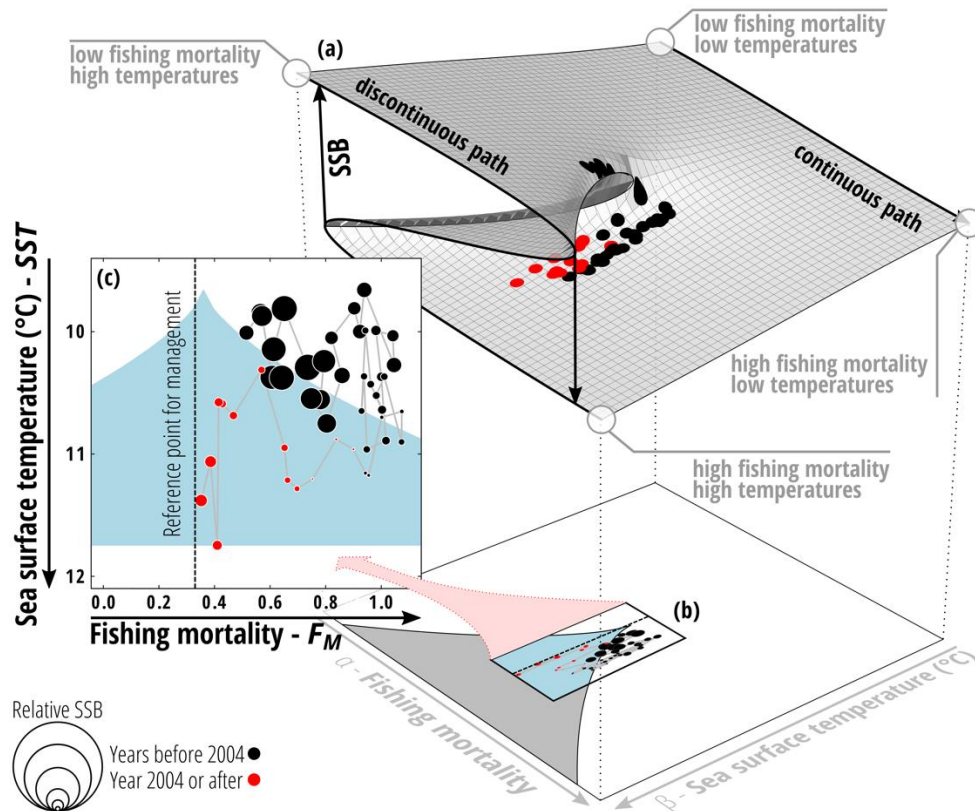 low fishing mortality
low temperatures
low fishing mortality
high temperatures
(a)
discontinuous path
SSB
continuous path
high fishing mortality
low temperatures
high fishing mortality
high temperatures
Sea surface temperature (°C) - SST
(c)
Reference point for management
10
11
12
0.0 0.2 0.4 0.6 0.8 1.0
Fishing mortality - FM
(b)
α - Fishing mortality
β - Sea surface temperature (°C)
Relative SSB
Years before 2004
Year 2004 or after